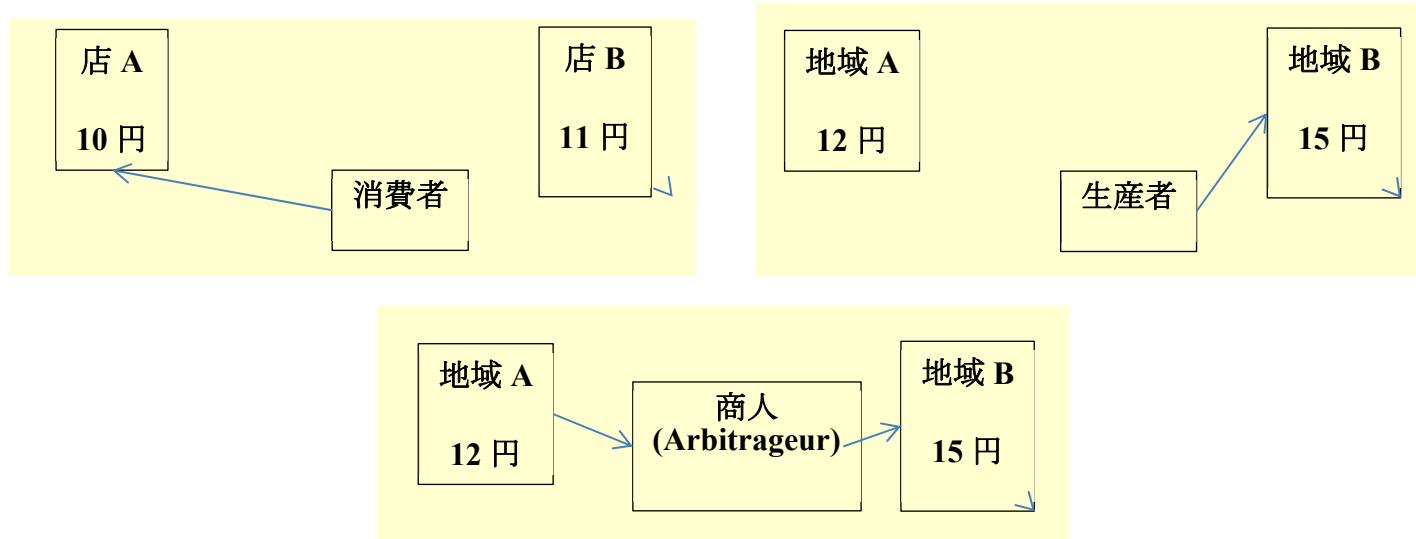 店 A
10 円
消費者
店 B
11 円
地域 A
12 円
生産者
地域 B
15 円
地域 A
12 円
商人
(Arbitrageur)
地域 B
15 円